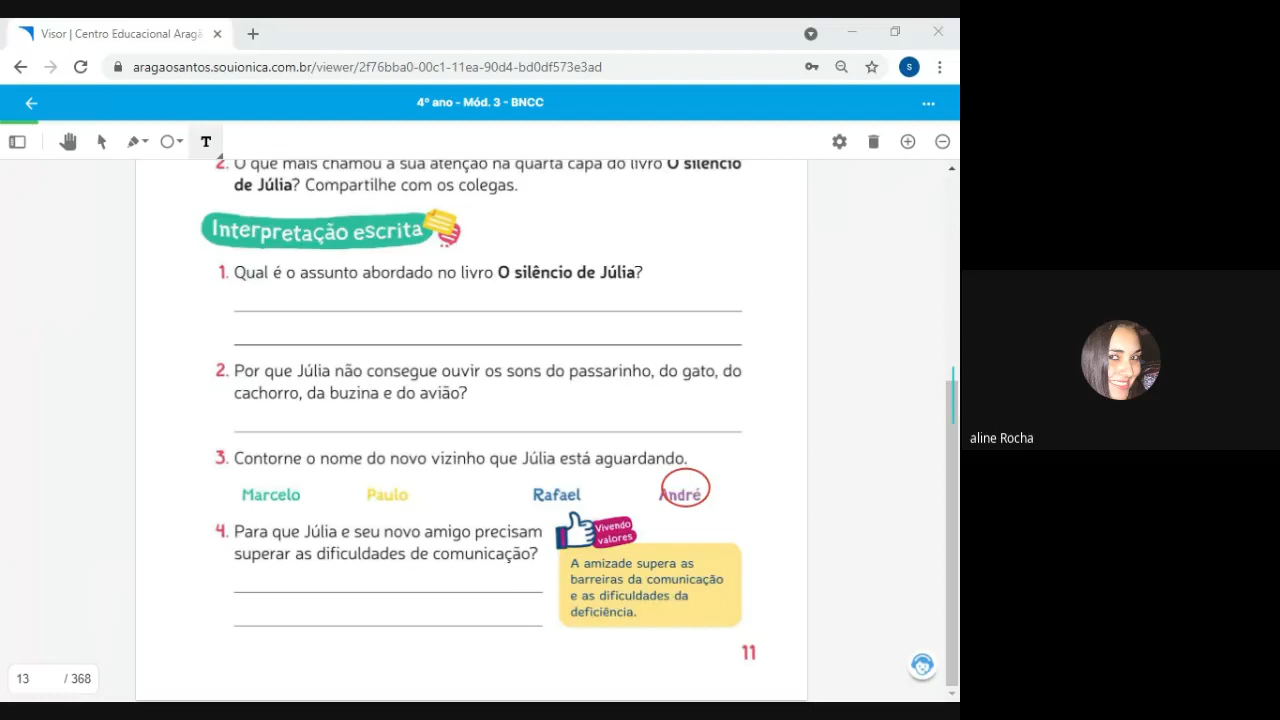 Visor | Centro Educacional Aragã
aragaosantos.souionica.com.br/viewer/2f76bba0-00c1-11ea-90d4-bd0df573e3ad
s
4º ano - Mód. 3 - BNCC
T
2. O que mais chamou a sua atenção na quarta capa do livro O silêncio
de Júlia? Compartilhe com os colegas.
Interpretação escrita
1. Qual é o assunto abordado no livro O silêncio de Júlia?
2. Por que Júlia não consegue ouvir os sons do passarinho, do gato, do
cachorro, da buzina e do avião?
3. Contorne o nome do novo vizinho que Júlia está aguardando.
Marcelo Paulo Rafael André
4. Para que Júlia e seu novo amigo precisam
superar as dificuldades de comunicação?
Vivendo
valores
A amizade supera as
barreiras da comunicação
e as dificuldades da
deficiência.
11
13 / 368
aline Rocha